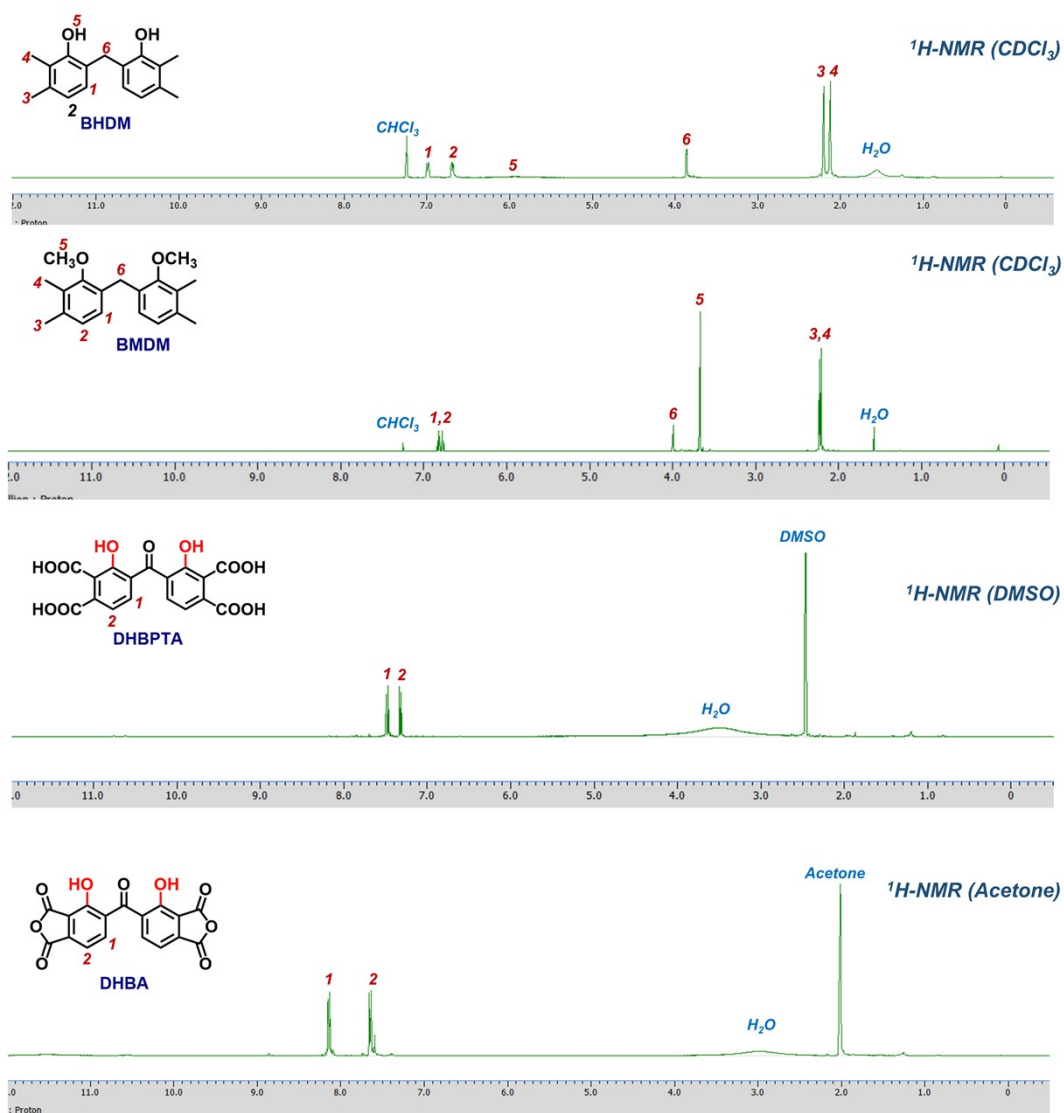 5
OH OH
6
4
3 1
2
BHDM
¹H-NMR (CDCl₃)
CHCl₃
1 2 5 6 3 4
H₂O
2.0 11.0 10.0 9.0 8.0 7.0 6.0 5.0 4.0 3.0 2.0 1.0 0
: Proton
5
CH₃O OCH₃
6
4
3 1
2
BMDM
¹H-NMR (CDCl₃)
CHCl₃
1,2 6 5 3,4
H₂O
2.0 11.0 10.0 9.0 8.0 7.0 6.0 5.0 4.0 3.0 2.0 1.0 0
llion : Proton
HO O OH
HOOC COOH
HOOC COOH
1
2
DHBPTA
¹H-NMR (DMSO)
DMSO
1 2
H₂O
.0 11.0 10.0 9.0 8.0 7.0 6.0 5.0 4.0 3.0 2.0 1.0 0
O HO O OH O
O O
O O
1
2
DHBA
¹H-NMR (Acetone)
Acetone
1 2
H₂O
.0 11.0 10.0 9.0 8.0 7.0 6.0 5.0 4.0 3.0 2.0 1.0 0
: Proton